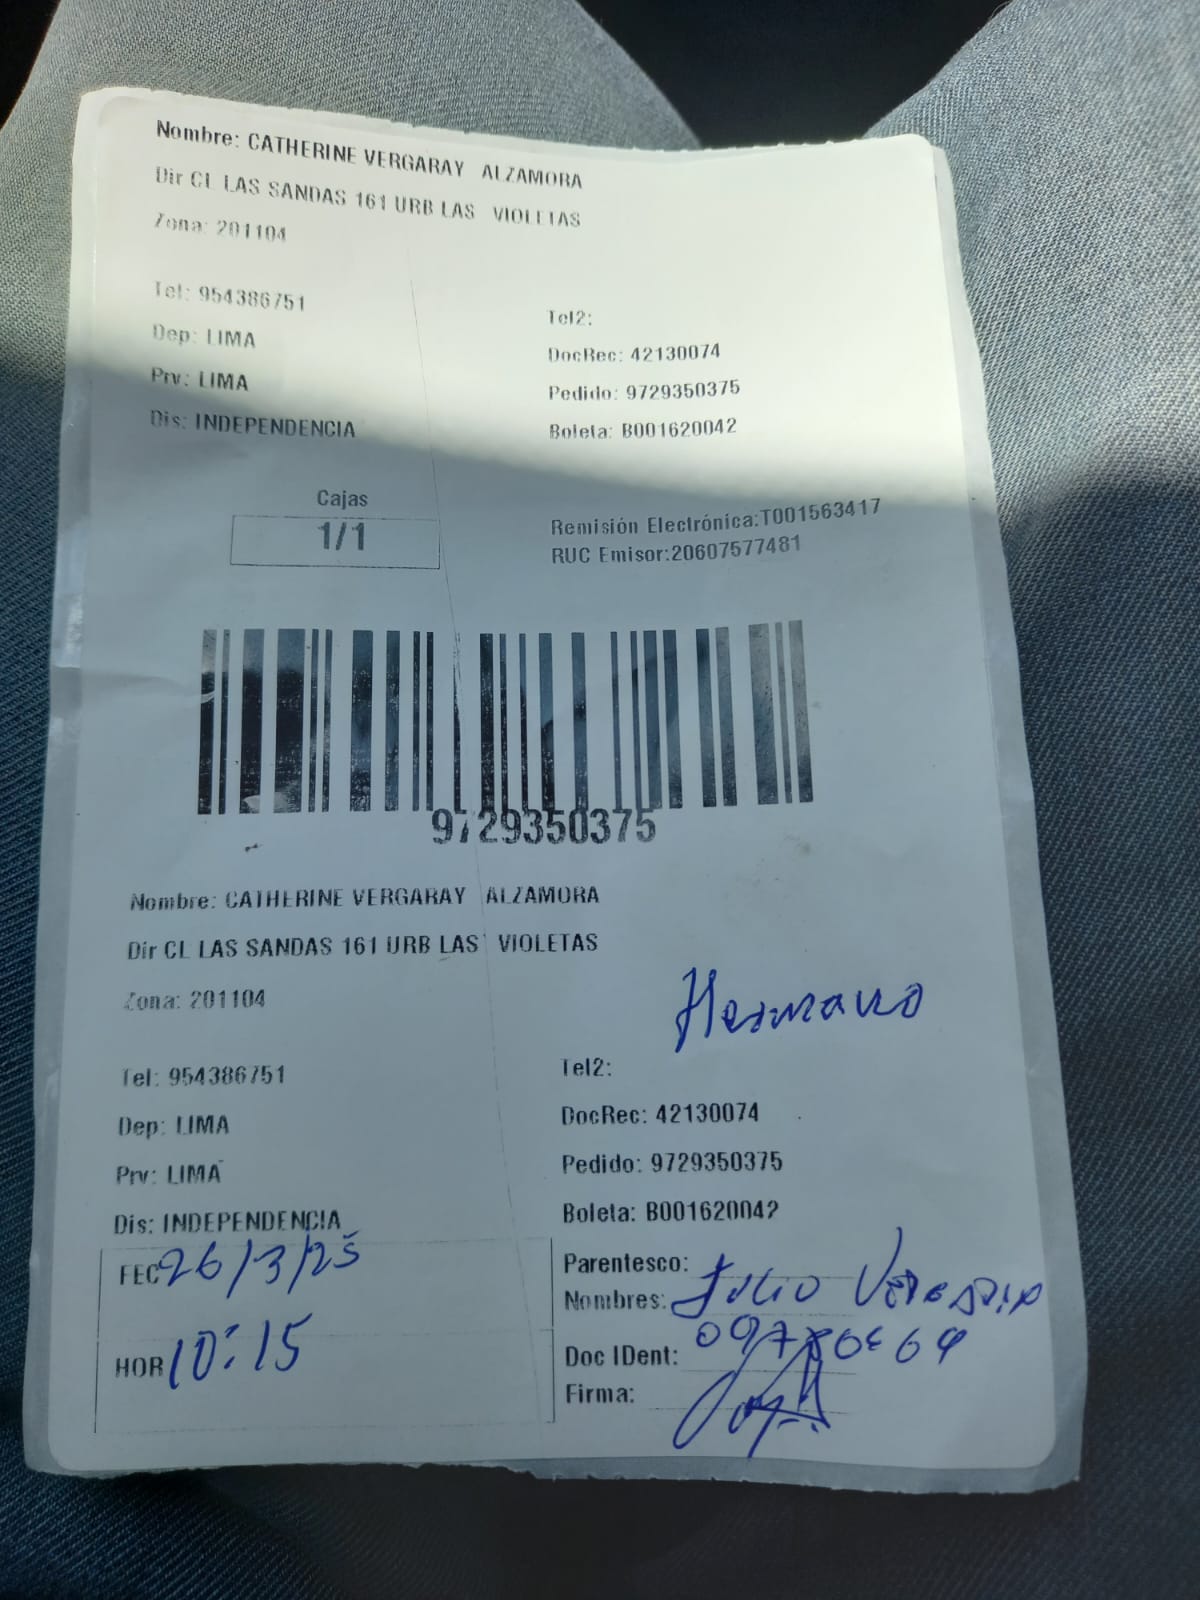 Nombre: CATHERINE VERGARAY ALZAMORA
Dir CL LAS SANDAS 161 URB LAS VIOLETAS
Zona: 201104
Tel: 954386751
Tel2:
Dep: LIMA
DocRec: 42130074
Prv: LIMA
Pedido: 9729350375
Dis: INDEPENDENCIA
Boleta: B001620042
Cajas
1/1
Remisión Electrónica:T001563417
RUC Emisor:20607577481
9729350375
Nombre: CATHERINE VERGARAY ALZAMORA
Dir CL LAS SANDAS 161 URB LAS VIOLETAS
Zona: 201104
Hermano
Tel: 954386751
Tel2:
Dep: LIMA
DocRec: 42130074
Prv: LIMA
Pedido: 9729350375
Dis: INDEPENDENCIA
Boleta: B001620042
FEC 26/3/25
Parentesco:
Nombres: Julio
HOR 10:15
Doc IDent:
Firma: